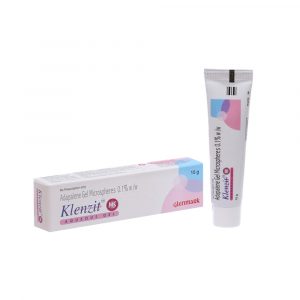 Adapalene Gel Microspheres 0.1% w/w
Klenzit MS
AQUEOUS GEL
15 g
glenmark
Adapalene Gel Microspheres 0.1% w/w
Klenzit MS